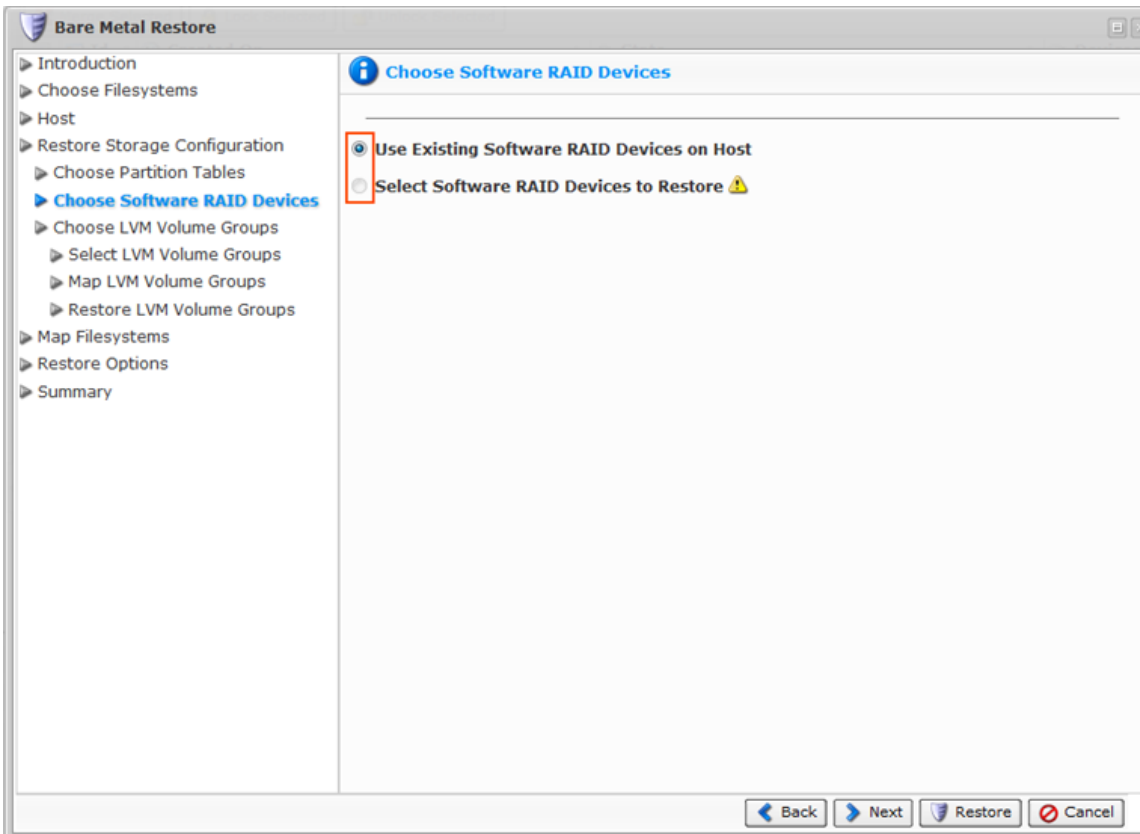 Bare Metal Restore
Introduction
Choose Filesystems
Host
Restore Storage Configuration
Choose Partition Tables
Choose Software RAID Devices
Choose LVM Volume Groups
Select LVM Volume Groups
Map LVM Volume Groups
Restore LVM Volume Groups
Map Filesystems
Restore Options
Summary
Choose Software RAID Devices
Use Existing Software RAID Devices on Host
Select Software RAID Devices to Restore
Back Next Restore Cancel